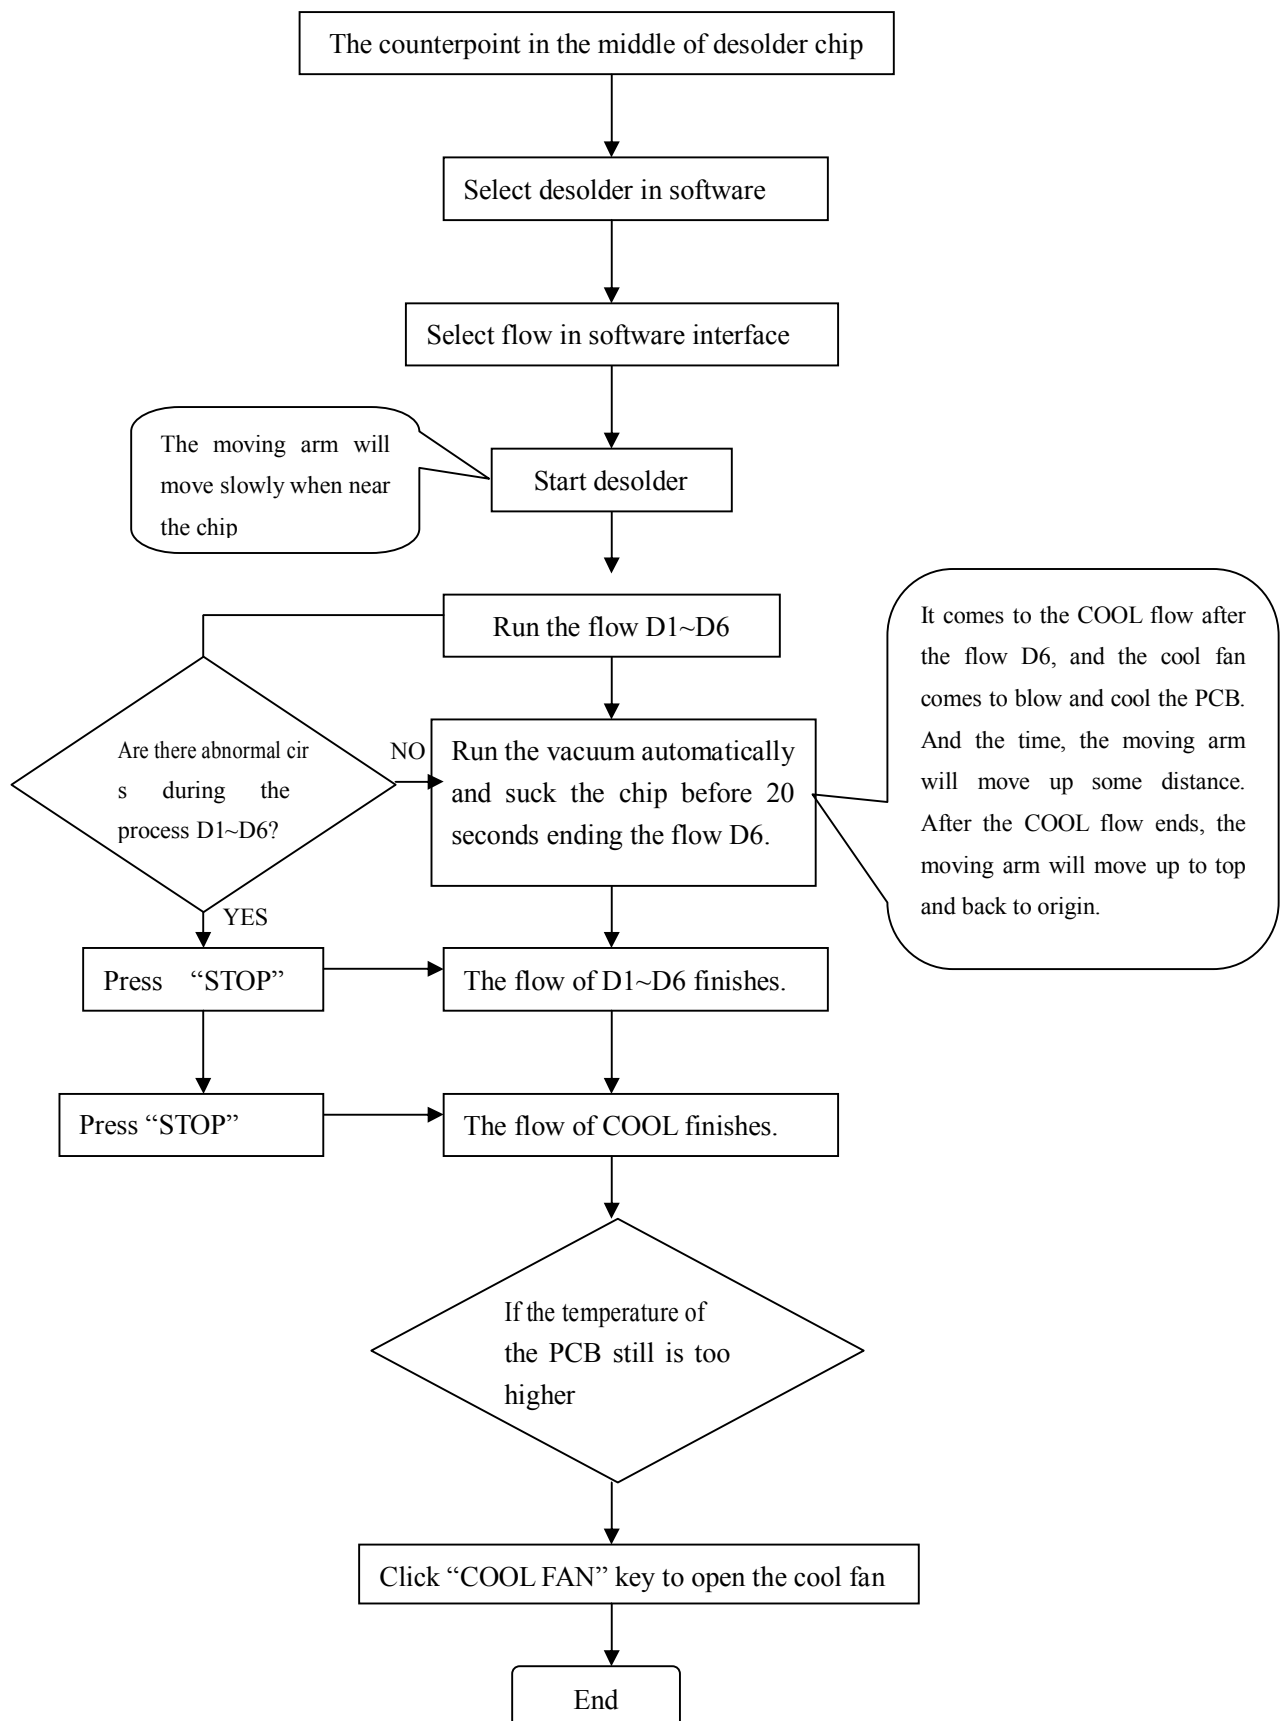 The counterpoint in the middle of desolder chip
Select desolder in software
Select flow in software interface
The moving arm will
move slowly when near
the chip
Start desolder
Run the flow D1~D6
It comes to the COOL flow after
the flow D6, and the cool fan
comes to blow and cool the PCB.
And the time, the moving arm
will move up some distance.
After the COOL flow ends, the
moving arm will move up to top
and back to origin.
Are there abnormal cir
s during the
process D1~D6?
NO
Run the vacuum automatically
and suck the chip before 20
seconds ending the flow D6.
YES
Press “STOP”
The flow of D1~D6 finishes.
Press “STOP”
The flow of COOL finishes.
If the temperature of
the PCB still is too
higher
Click “COOL FAN” key to open the cool fan
End